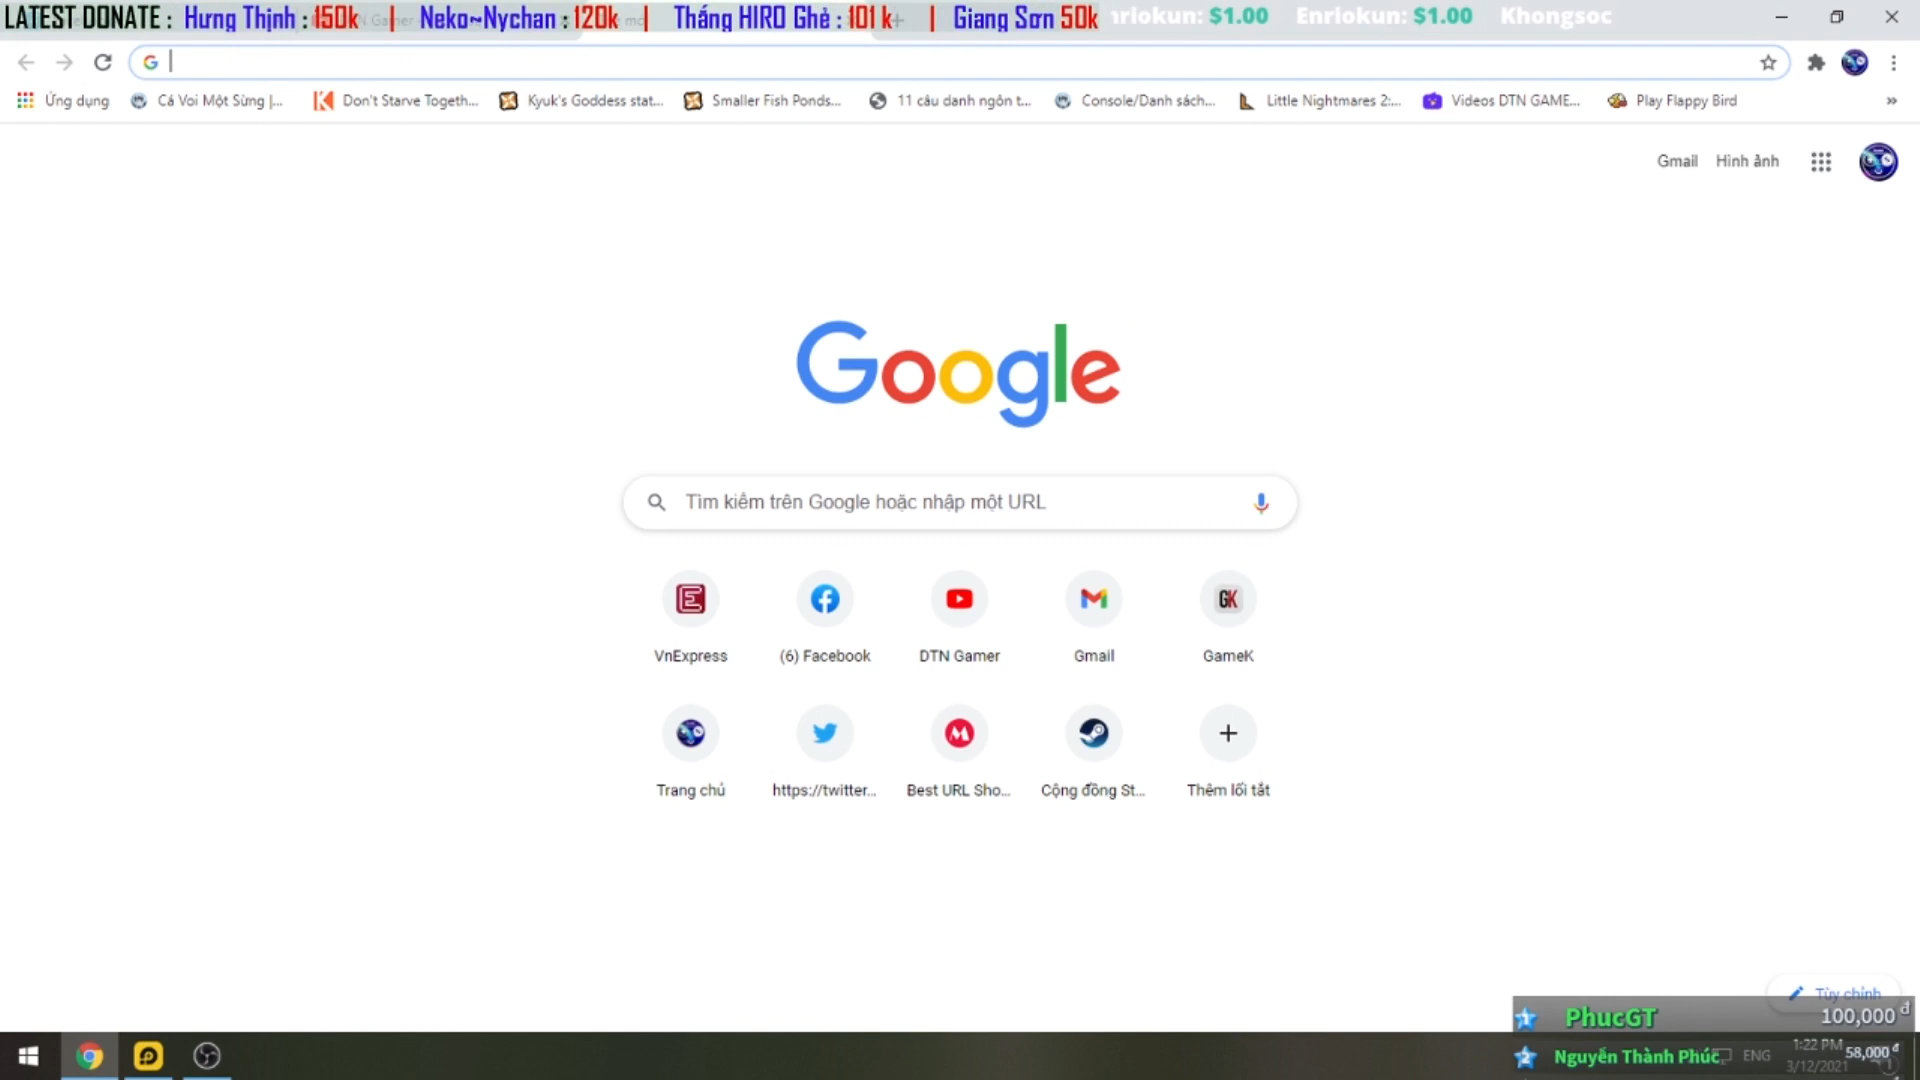 LATEST DONATE : Hưng Thịnh : 150k | Neko~Nychan : 120k | Thắng HIRO Ghẻ : 101 k | Giang Sơn 50k Enriokun: $1.00 Khongsoc
Ứng dụng Cá Voi Một Sừng |... Don't Starve Togeth... Kyuk's Goddess stat... Smaller Fish Ponds... 11 câu danh ngôn t... Console/Danh sách... Little Nightmares 2:... Videos DTN GAME... Play Flappy Bird »
Gmail Hình ảnh
Google
Tìm kiếm trên Google hoặc nhập một URL
VnExpress (6) Facebook DTN Gamer Gmail GameK
Trang chủ https://twitter... Best URL Sho... Cộng đồng St... Thêm lối tắt
Tùy chỉnh
PhucGT 100,000 đ
Nguyễn Thành Phúc 58,000 đ
ENG 1:22 PM
3/12/2021